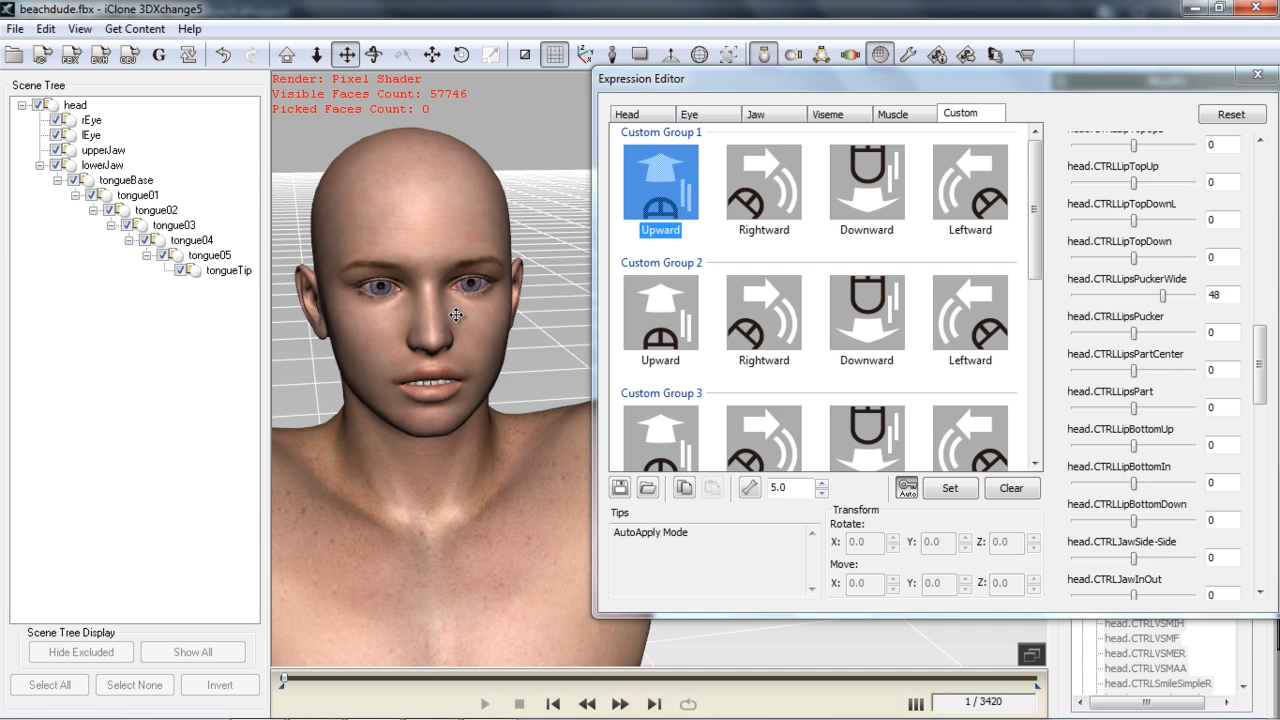 beachdude.fbx - iClone 3DXchange5
File Edit View Get Content Help
Scene Tree
head
rEye
lEye
upperJaw
lowerJaw
tongueBase
tongue01
tongue02
tongue03
tongue04
tongue05
tongueTip
Scene Tree Display
Hide Excluded Show All
Select All Select None Invert
Render: Pixel Shader
Visible Faces Count: 57746
Picked Faces Count: 0
1 / 3420
Expression Editor
Head Eye Jaw Viseme Muscle Custom
Reset
Custom Group 1
Upward Rightward Downward Leftward
Custom Group 2
Upward Rightward Downward Leftward
Custom Group 3
5.0
Auto
Set Clear
Tips
AutoApply Mode
Transform
Rotate:
X: 0.0 Y: 0.0 Z: 0.0
Move:
X: 0.0 Y: 0.0 Z: 0.0
0
head.CTRLLipTopUp
0
head.CTRLLipTopDownL
0
head.CTRLLipTopDown
0
head.CTRLLipsPuckerWide
48
head.CTRLLipsPucker
0
head.CTRLLipsPartCenter
0
head.CTRLLipsPart
0
head.CTRLLipBottomUp
0
head.CTRLLipBottomIn
0
head.CTRLLipBottomDown
0
head.CTRLJawSide-Side
0
head.CTRLJawInOut
0
head.CTRLVSMIH
head.CTRLVSMF
head.CTRLVSMER
head.CTRLVSMAA
head.CTRLSmileSimpleR